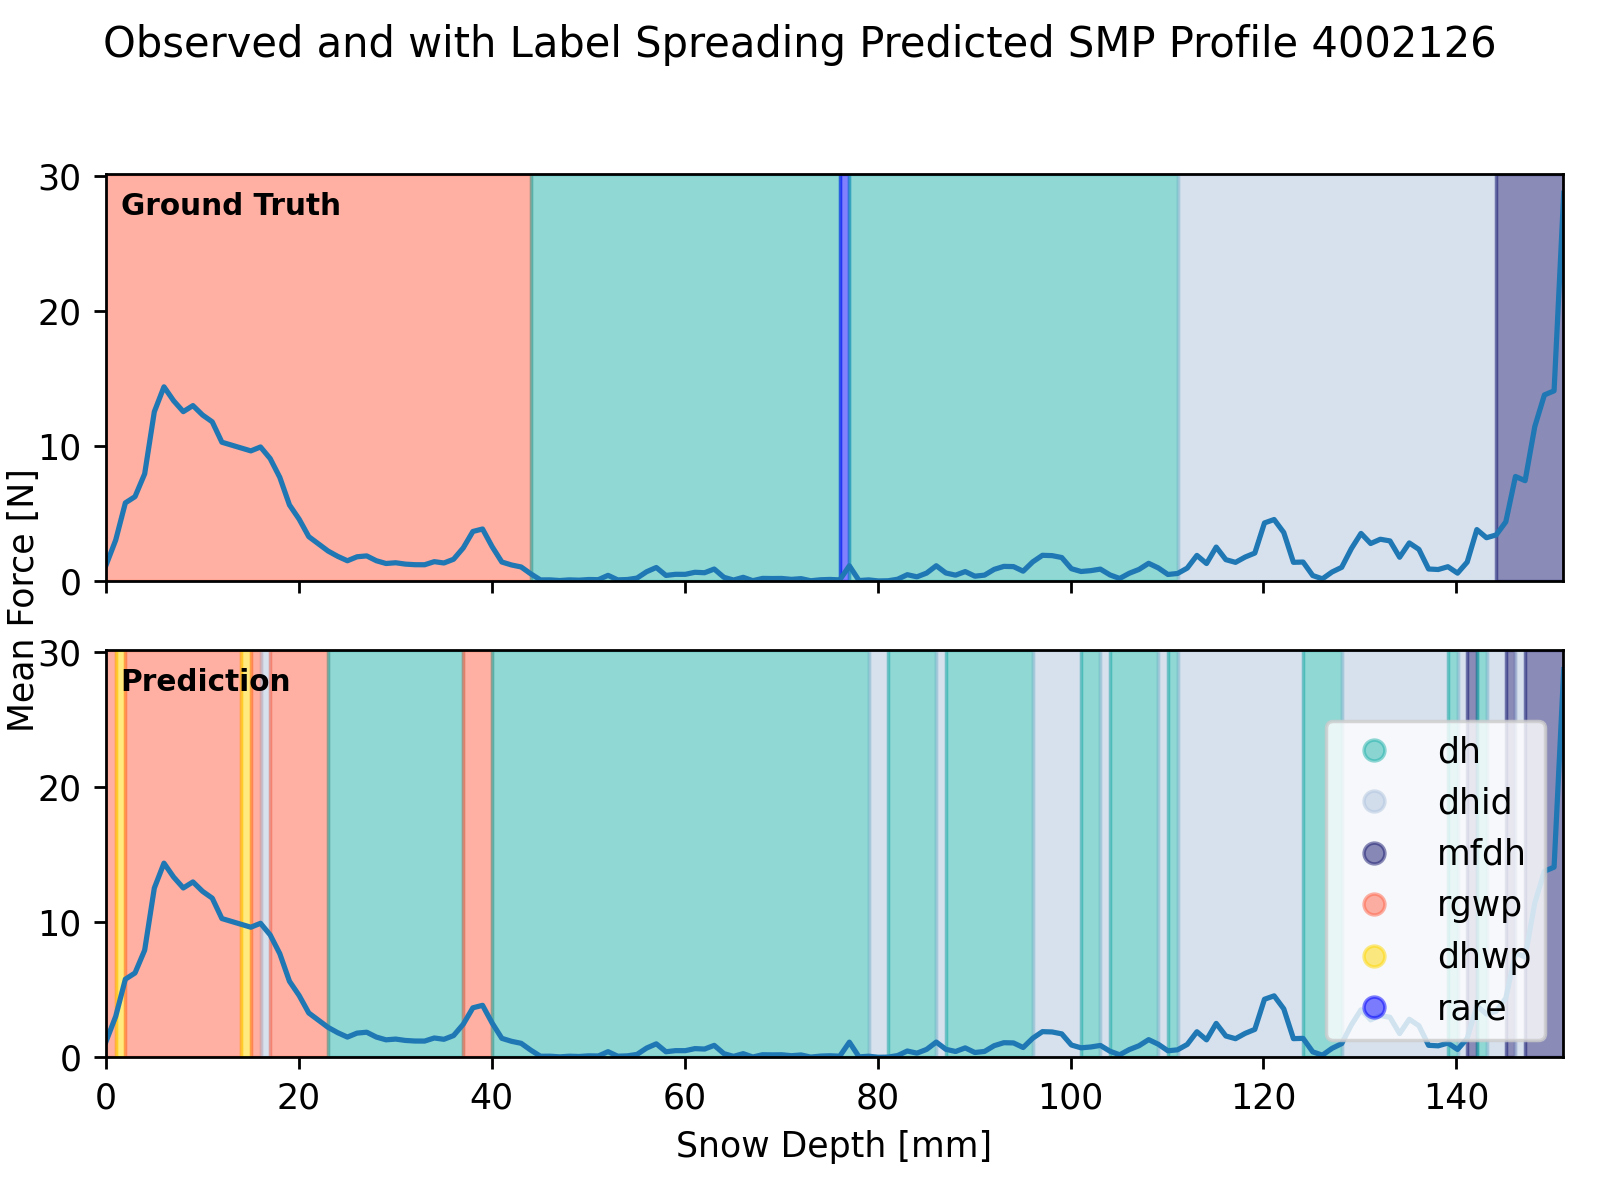 Observed and with Label Spreading Predicted SMP Profile 4002126
Mean Force [N]
30
20
10
0
Ground Truth
30
20
10
0
Prediction
dh
dhid
mfdh
rgwp
dhwp
rare
0 20 40 60 80 100 120 140
Snow Depth [mm]